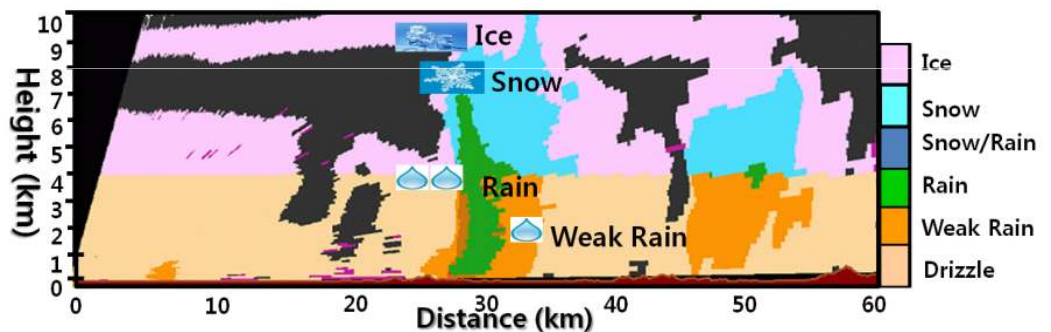 10
9
8
7
6
5
4
3
2
1
0
Height (km)
Ice
Snow
Rain
Weak Rain
0
10
20
30
40
50
60
Distance (km)
Ice
Snow
Snow/Rain
Rain
Weak Rain
Drizzle